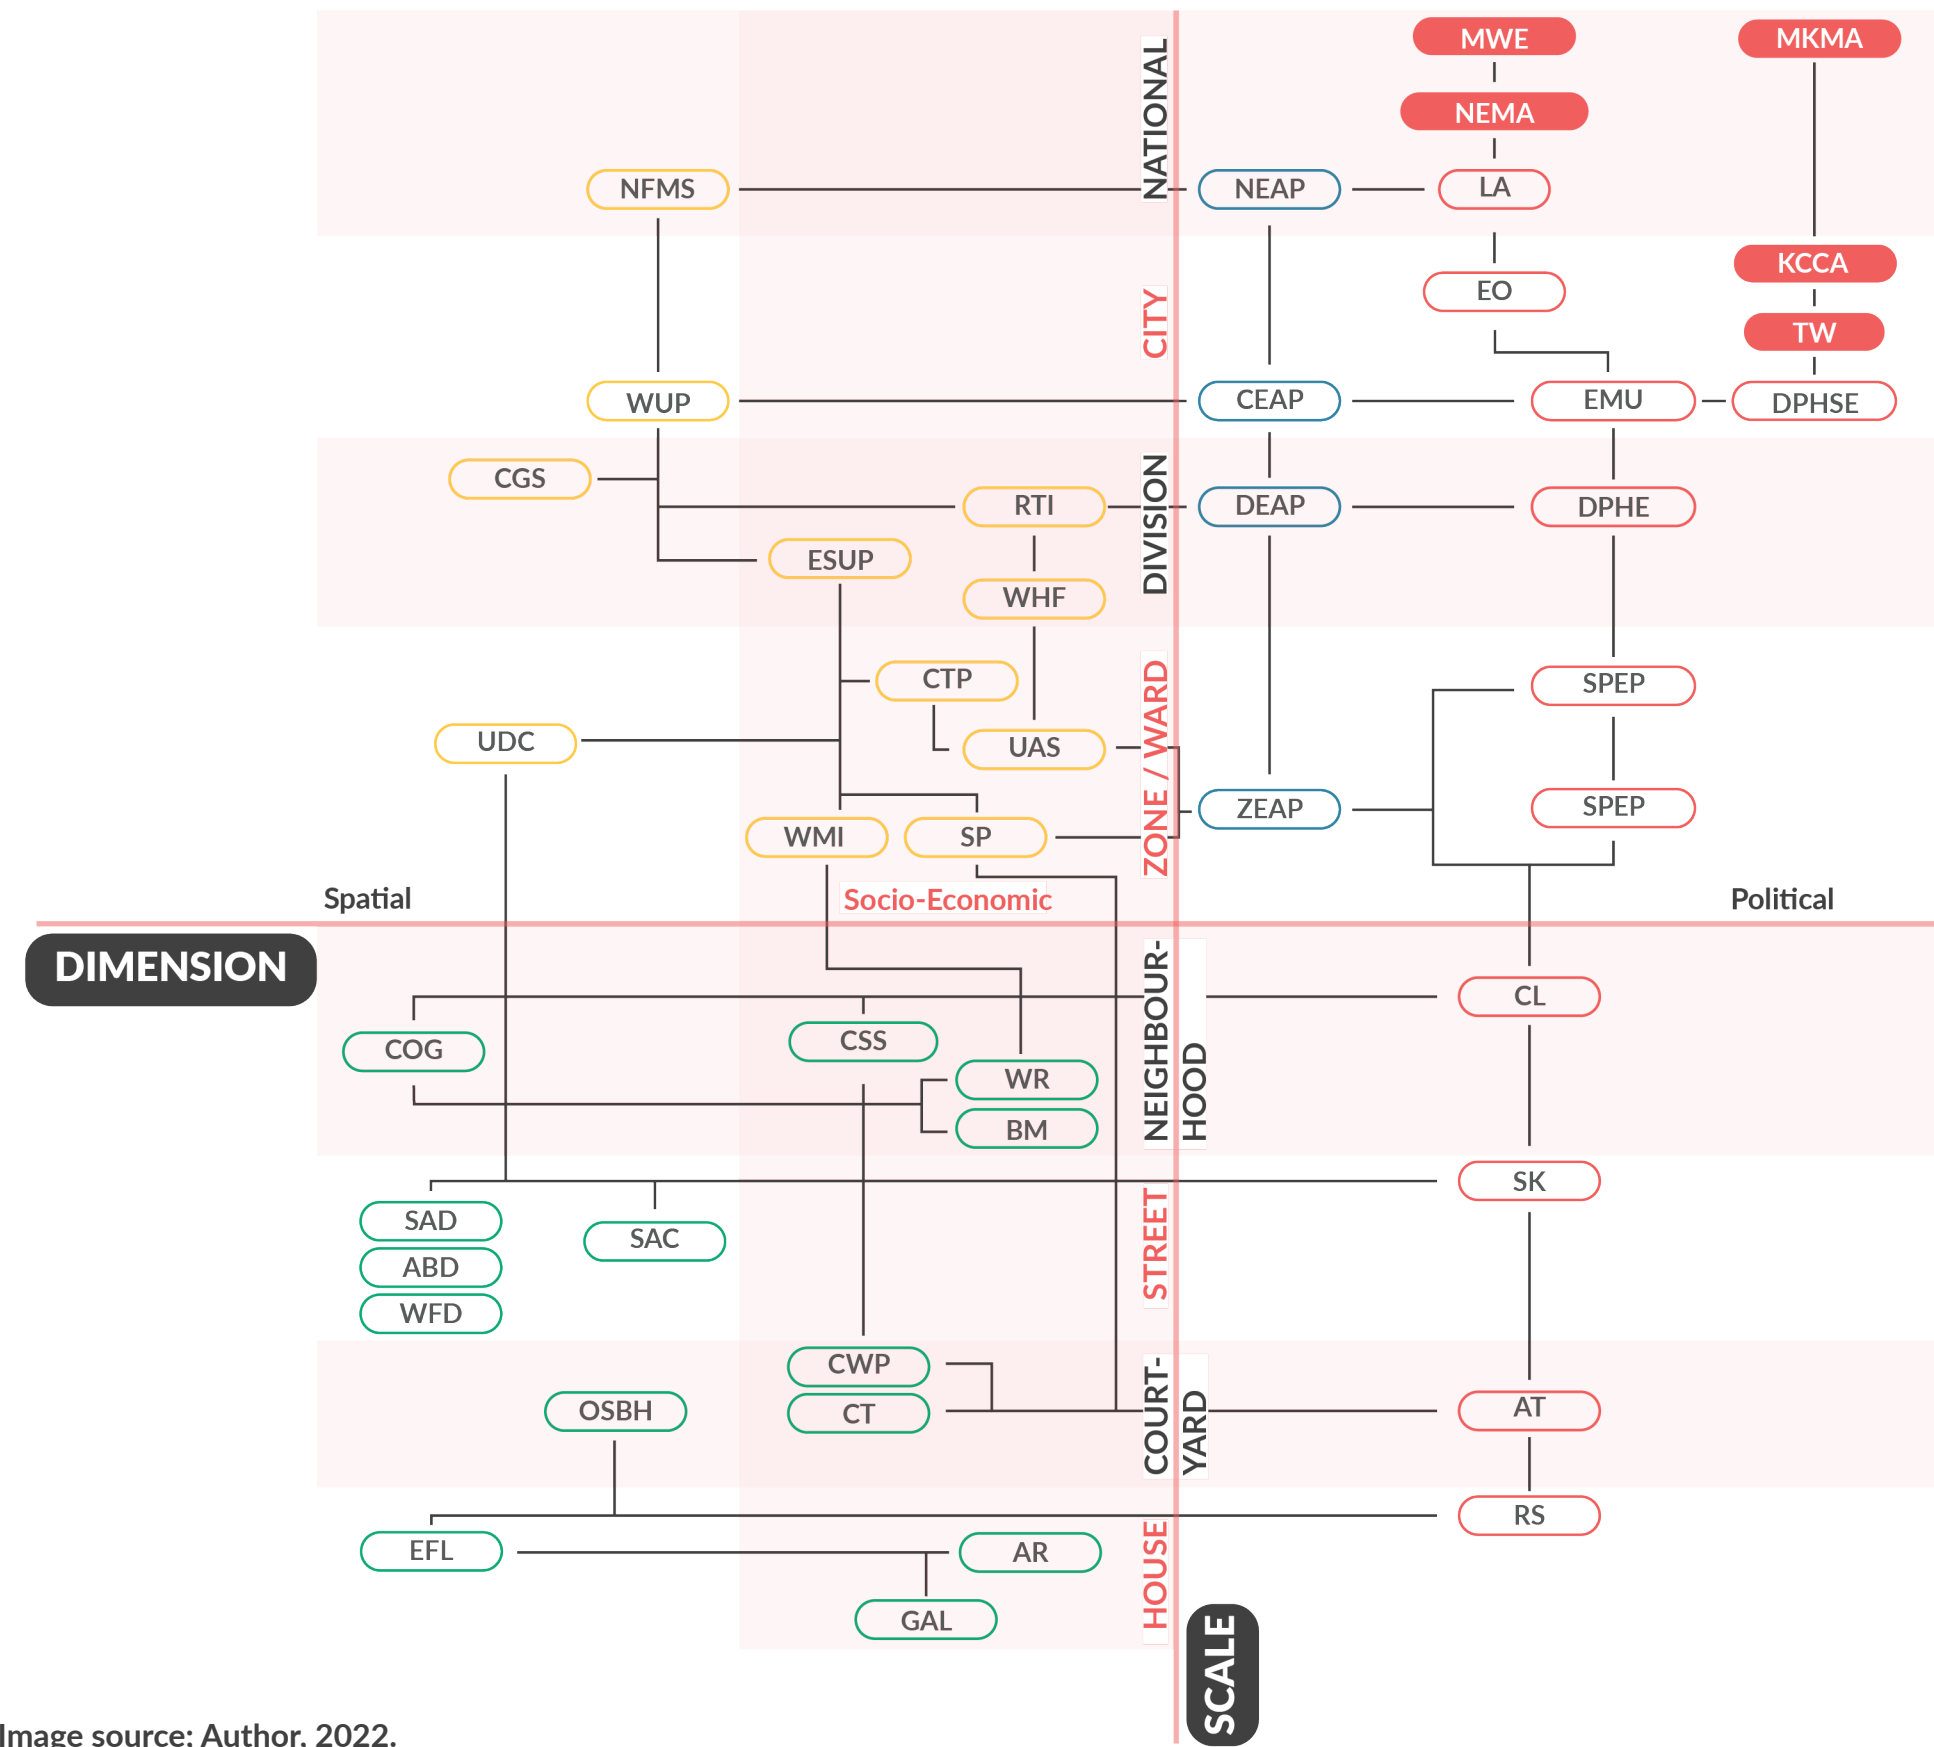 NATIONAL
MWE
MKMA
NEMA
NFMS
NEAP
LA
CITY
KCCA
EO
TW
WUP
CEAP
EMU
DPHSE
DIVISION
CGS
RTI
DEAP
DPHE
ESUP
WHF
ZONE / WARD
CTP
SPEP
UDC
UAS
ZEAP
SPEP
WMI
SP
Spatial
Socio-Economic
Political
DIMENSION
NEIGHBOUR-
HOOD
CL
COG
CSS
WR
BM
STREET
SK
SAD
SAC
ABD
WFD
COURT-
YARD
CWP
OSBH
CT
AT
HOUSE
RS
EFL
AR
GAL
SCALE
Image source: Author, 2022.